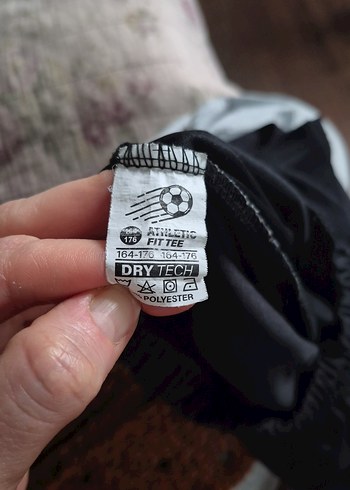 176
ATHLETIC
FIT TEE
164-176 164-176
DRY TECH
POLYESTER